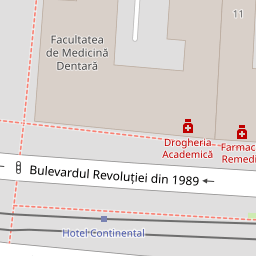 11
Facultatea
de Medicină
Dentară
Drogheria
Academică
Farmac
Remedi
Bulevardul Revoluției din 1989
Hotel Continental